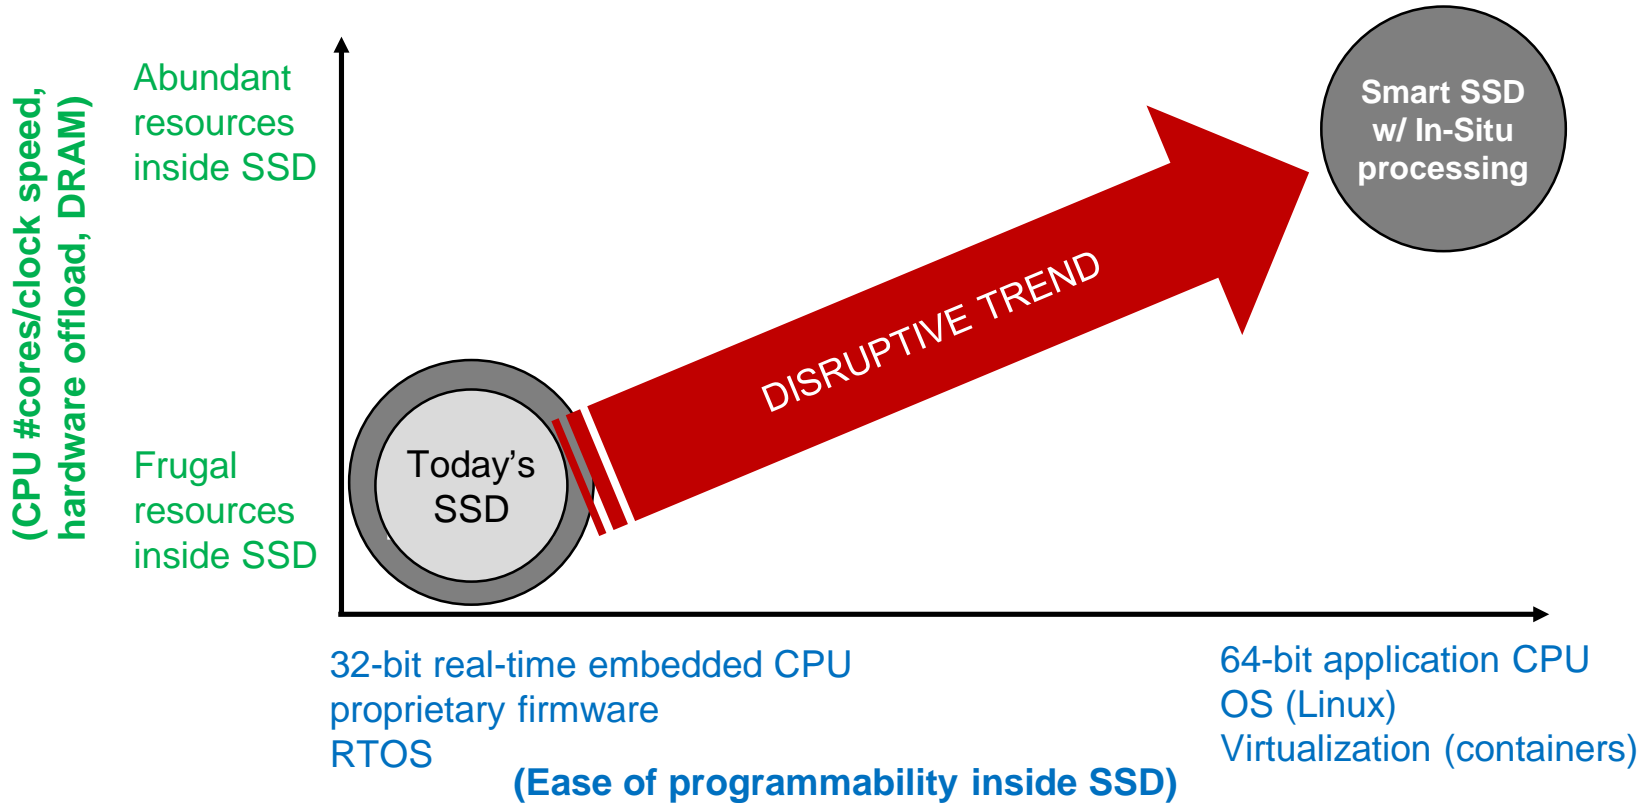 (CPU #cores/clock speed,
hardware offload, DRAM)
Abundant
resources
inside SSD
Frugal
resources
inside SSD
Smart SSD
w/ In-Situ
processing
DISRUPTIVE TREND
Today’s
SSD
32-bit real-time embedded CPU
proprietary firmware
RTOS
64-bit application CPU
OS (Linux)
Virtualization (containers)
(Ease of programmability inside SSD)